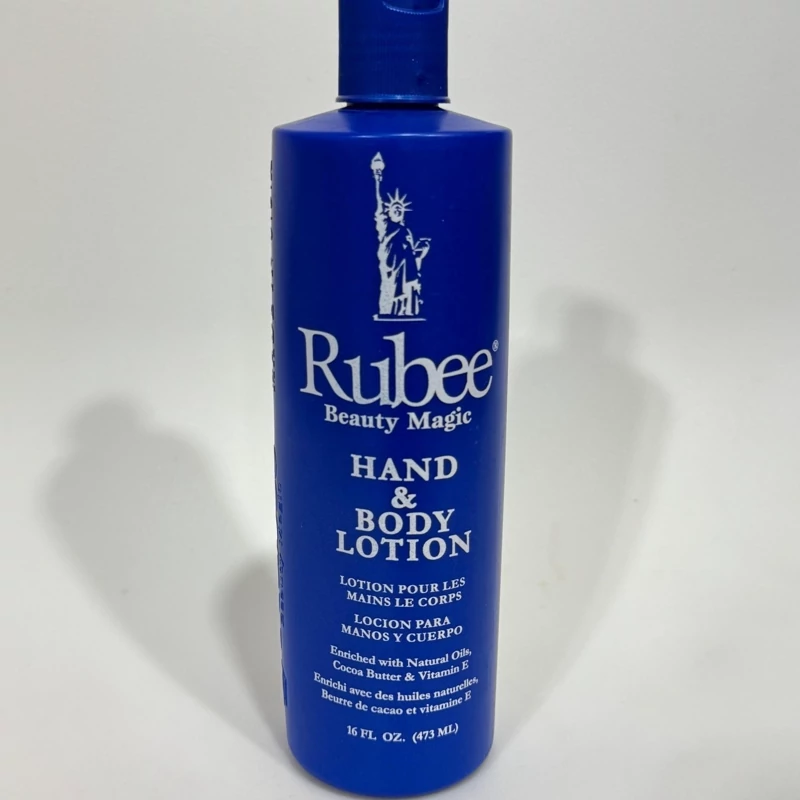 Rubee®
Beauty Magic
HAND
&
BODY
LOTION
LOTION POUR LES
MAINS LE CORPS
LOCION PARA
MANOS Y CUERPO
Enriched with Natural Oils,
Cocoa Butter & Vitamin E
Enrichi avec des huiles naturelles,
Beurre de cacao et vitamine E
16 FL. OZ. (473 ML)